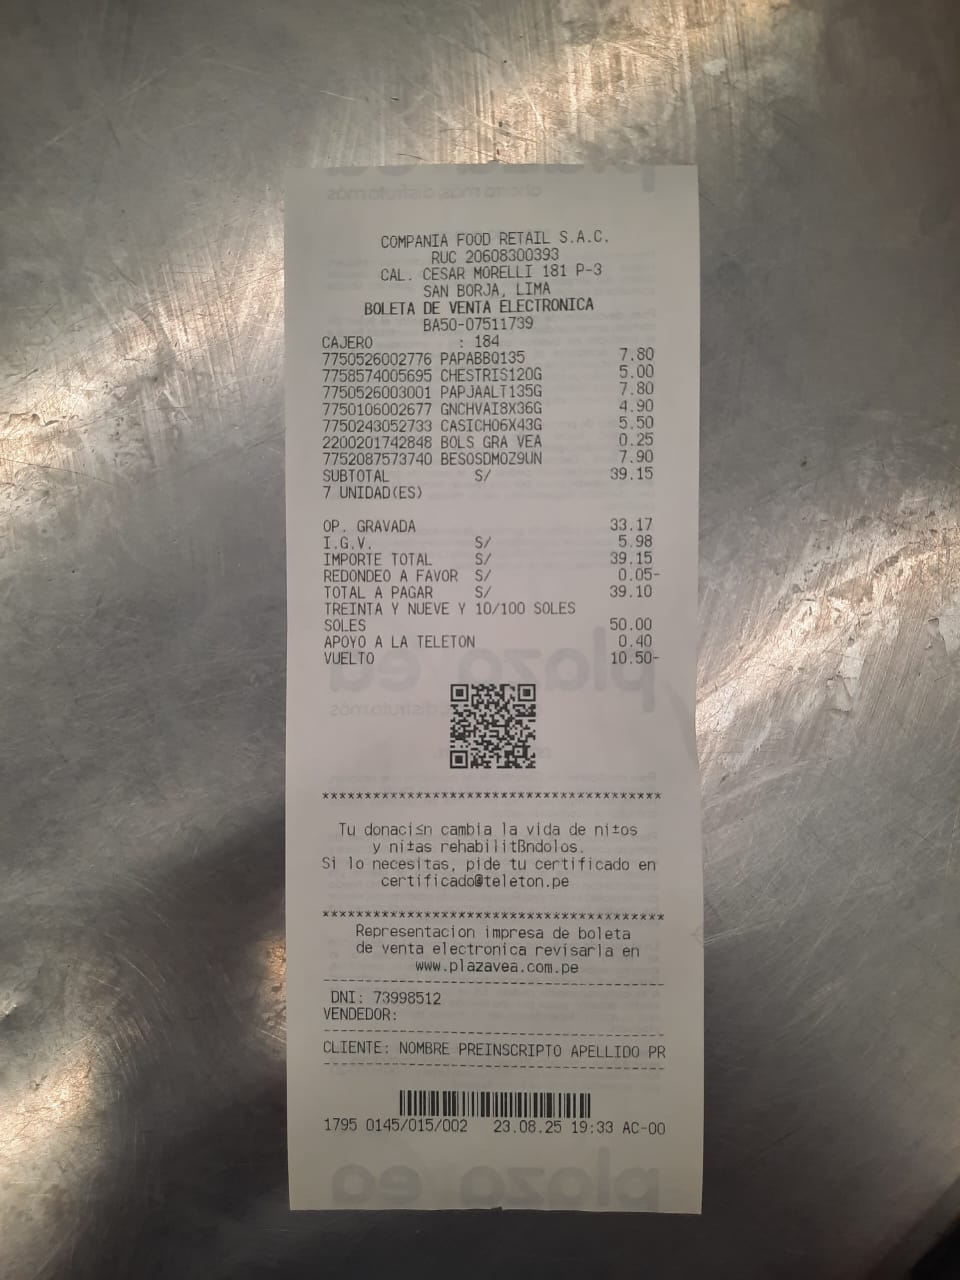 COMPANIA FOOD RETAIL S.A.C.
RUC 20608300393
CAL. CESAR MORELLI 181 P-3
SAN BORJA, LIMA
BOLETA DE VENTA ELECTRONICA
BA50-07511739
CAJERO : 184
7750526002776 PAPABBQ135 7.80
7758574005695 CHESTRIS120G 5.00
7750526003001 PAPJAALT135G 7.80
7750106002677 GNCHVAI8X36G 4.90
7750243052733 CASICHO6X43G 5.50
2200201742848 BOLS GRA VEA 0.25
7752087573740 BESOSDMOZ9UN 7.90
SUBTOTAL S/ 39.15
7 UNIDAD(ES)
OP. GRAVADA 33.17
I.G.V. S/ 5.98
IMPORTE TOTAL S/ 39.15
REDONDEO A FAVOR S/ 0.05-
TOTAL A PAGAR S/ 39.10
TREINTA Y NUEVE Y 10/100 SOLES
SOLES 50.00
APOYO A LA TELETON 0.40
VUELTO 10.50-
****************************************
Tu donaci≤n cambia la vida de ni±os
y ni±as rehabilitßndolos.
Si lo necesitas, pide tu certificado en
certificado@teleton.pe
****************************************
Representacion impresa de boleta
de venta electronica revisarla en
www.plazavea.com.pe
----------------------------------------
DNI: 73998512
VENDEDOR:
----------------------------------------
CLIENTE: NOMBRE PREINSCRIPTO APELLIDO PR
----------------------------------------
1795 0145/015/002 23.08.25 19:33 AC-00